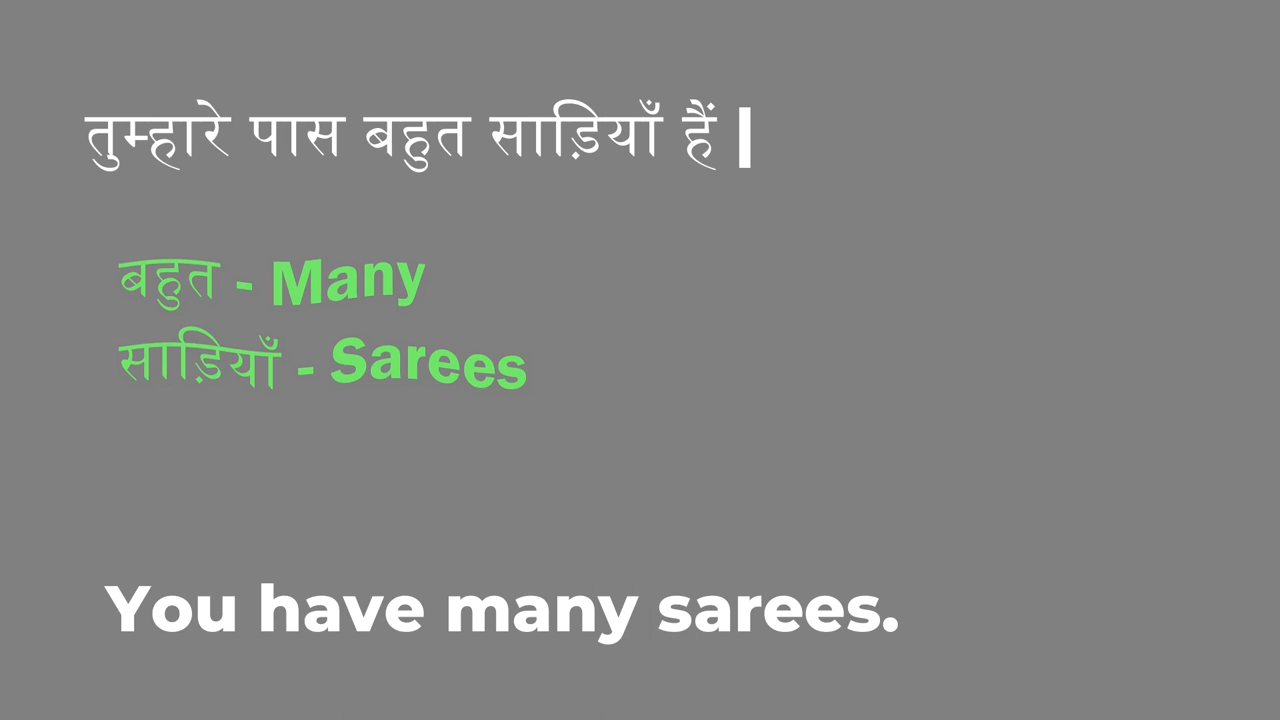 तुम्हारे पास बहुत साड़ियाँ हैं |
बहुत - Many
साड़ियाँ - Sarees
You have many sarees.